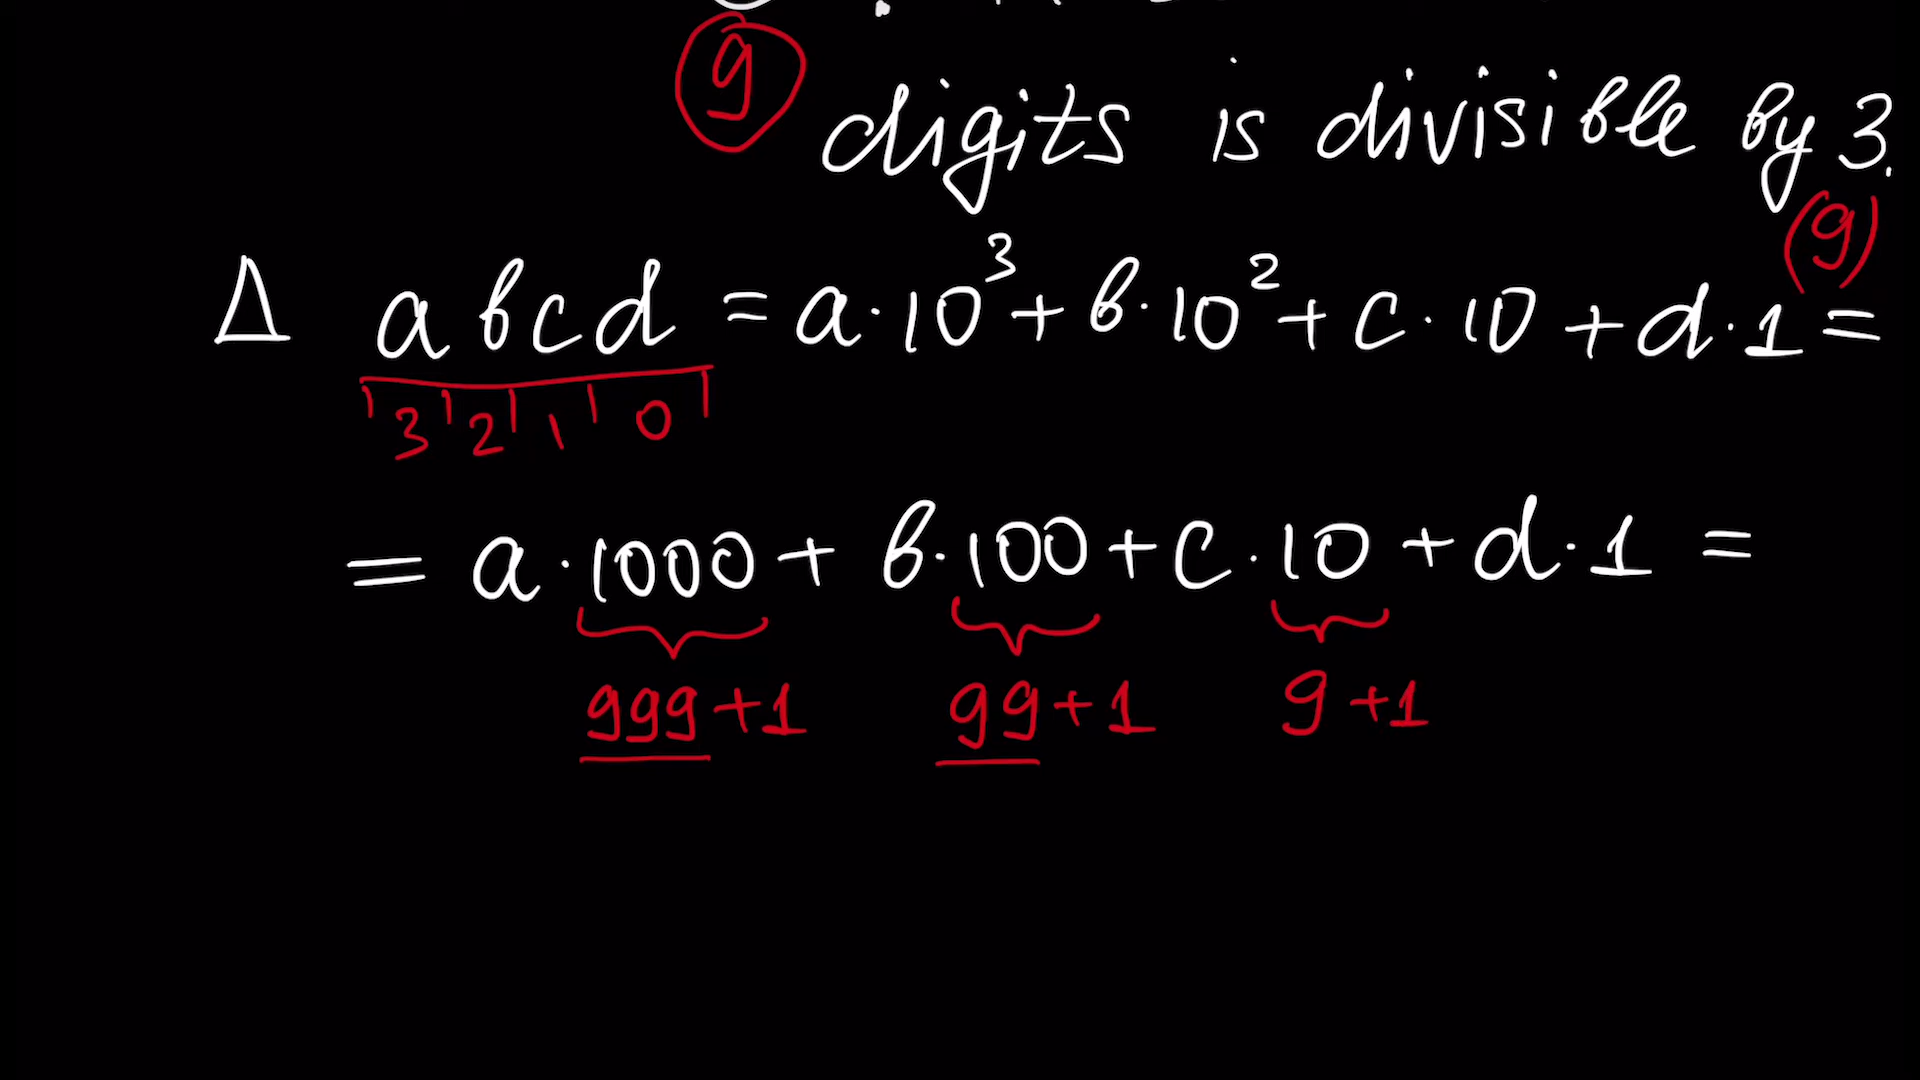 9
digits is divisible by 3.
(9)
Δ abcd = a·10³ + b·10² + c·10 + d·1 =
3 2 1 0
= a·1000 + b·100 + c·10 + d·1 =
999+1 99+1 9+1